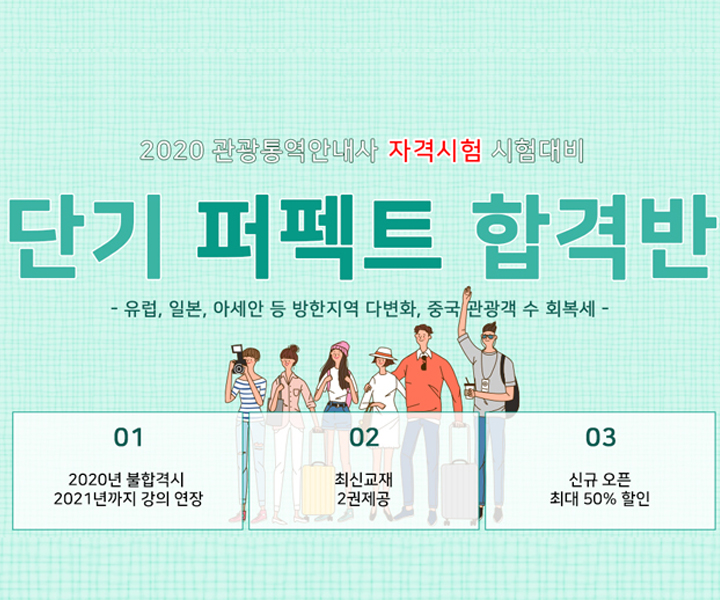 2020 관광통역안내사 자격시험 시험대비
단기 퍼펙트 합격반
- 유럽, 일본, 아세안 등 방한지역 다변화, 중국 관광객 수 회복세 -
01
2020년 불합격시
2021년까지 강의 연장
02
최신교재
2권제공
03
신규 오픈
최대 50% 할인